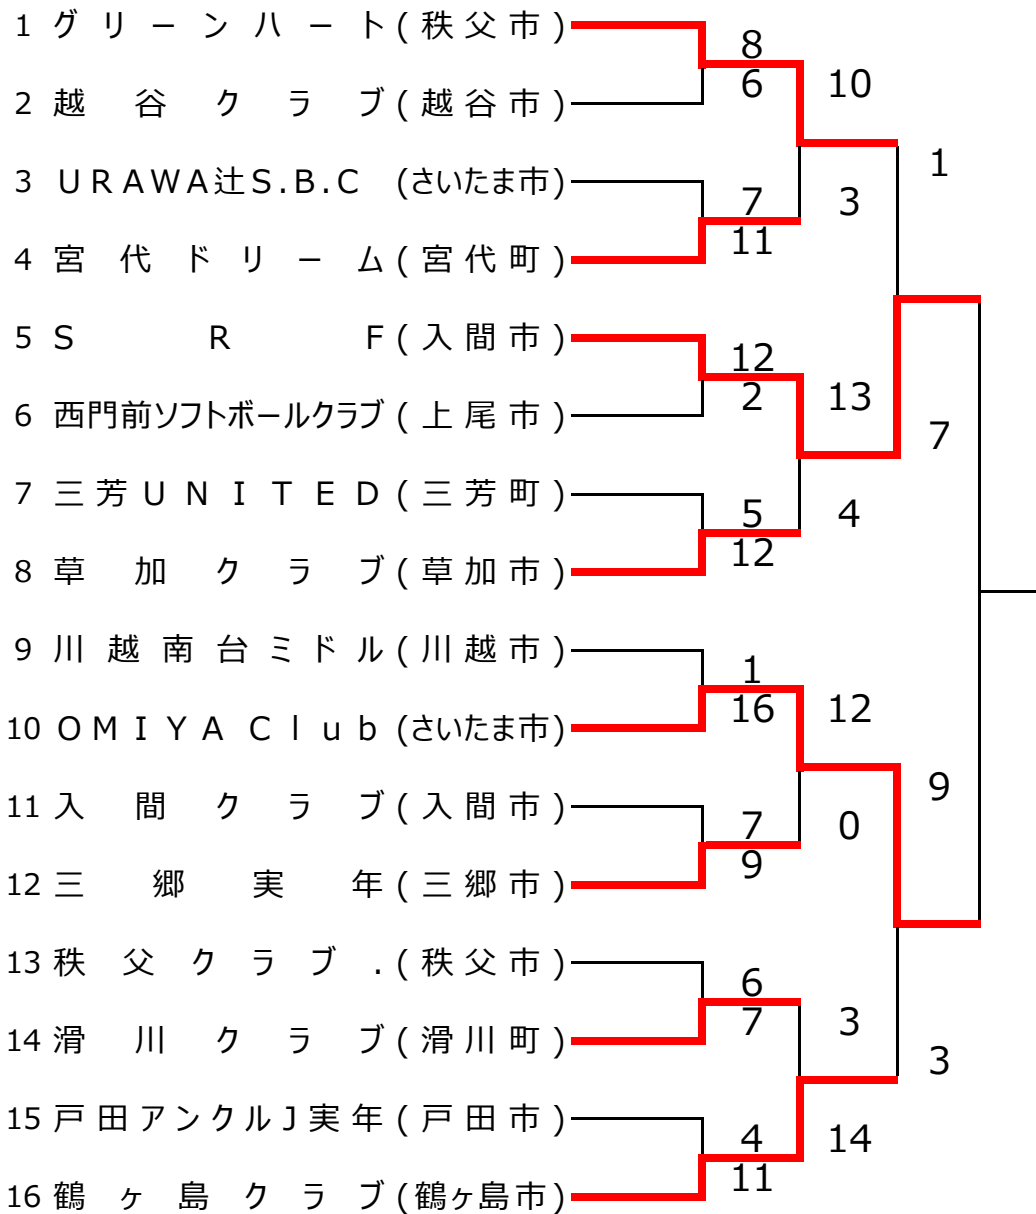 1 グリーンハート(秩父市)
8
6
10
2 越谷クラブ(越谷市)
1
3 URAWA辻S.B.C (さいたま市)
7
11
3
4 宮代ドリーム(宮代町)
5 SRF(入間市)
12
2
13
6 西門前ソフトボールクラブ(上尾市)
7
7 三芳UNITED(三芳町)
5
12
4
8 草加クラブ(草加市)
9 川越南台ミドル(川越市)
1
16
12
10 OMIYA Club (さいたま市)
9
11 入間クラブ(入間市)
7
9
0
12 三郷実年(三郷市)
13 秩父クラブ.(秩父市)
6
7
3
14 滑川クラブ(滑川町)
3
15 戸田アンクルJ実年(戸田市)
4
11
14
16 鶴ヶ島クラブ(鶴ヶ島市)